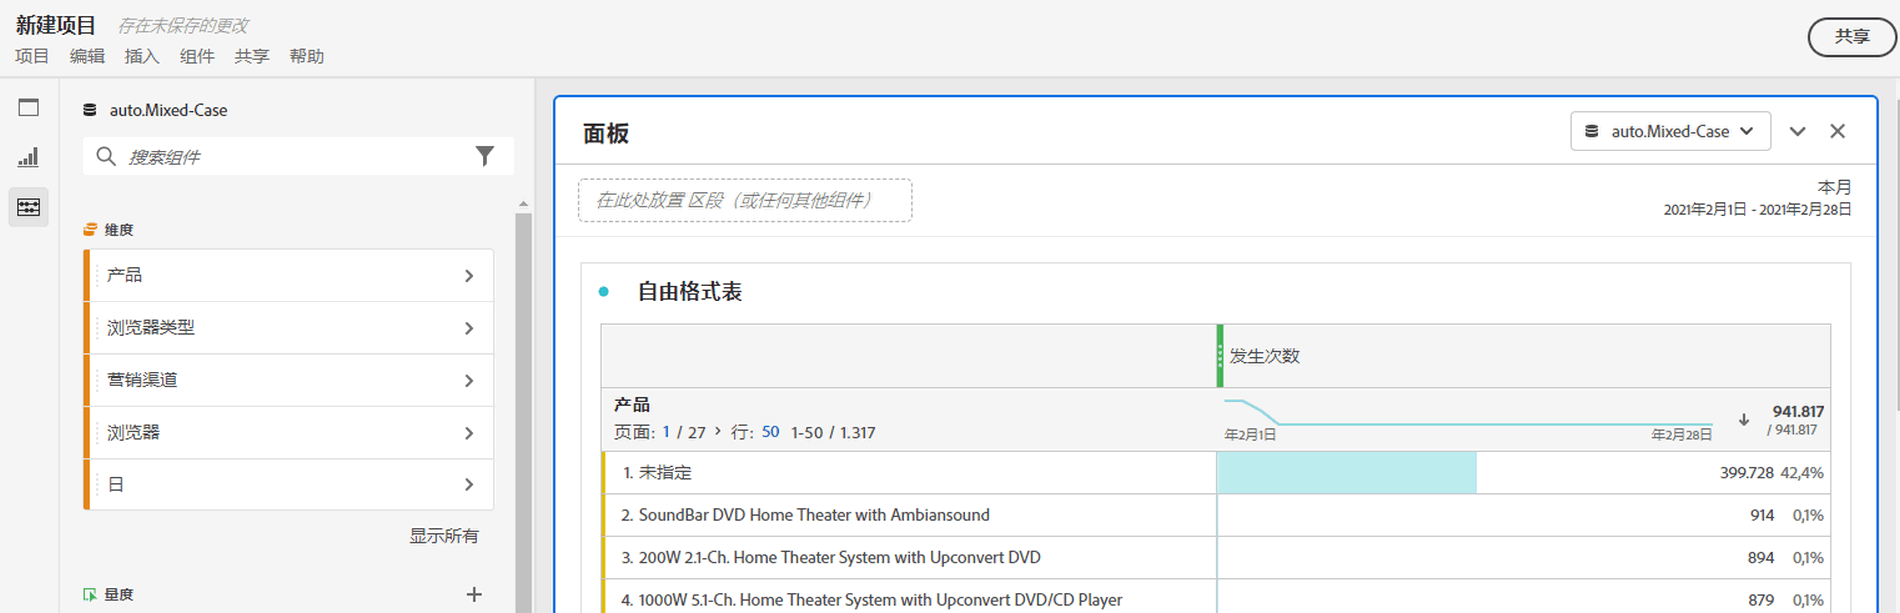 新建项目 存在未保存的更改
项目 编辑 插入 组件 共享 帮助
共享
auto.Mixed-Case
搜索组件
维度
产品
浏览器类型
营销渠道
浏览器
日
显示所有
量度
面板
auto.Mixed-Case
在此处放置 区段（或任何其他组件）
本月
2021年2月1日 - 2021年2月28日
自由格式表
发生次数
产品
页面: 1 / 27 > 行: 50 1-50 / 1.317
年2月1日
年2月28日
941.817
/ 941.817
1. 未指定 399.728 42,4%
2. SoundBar DVD Home Theater with Ambiansound 914 0,1%
3. 200W 2.1-Ch. Home Theater System with Upconvert DVD 894 0,1%
4. 1000W 5.1-Ch. Home Theater System with Upconvert DVD/CD Player 879 0,1%